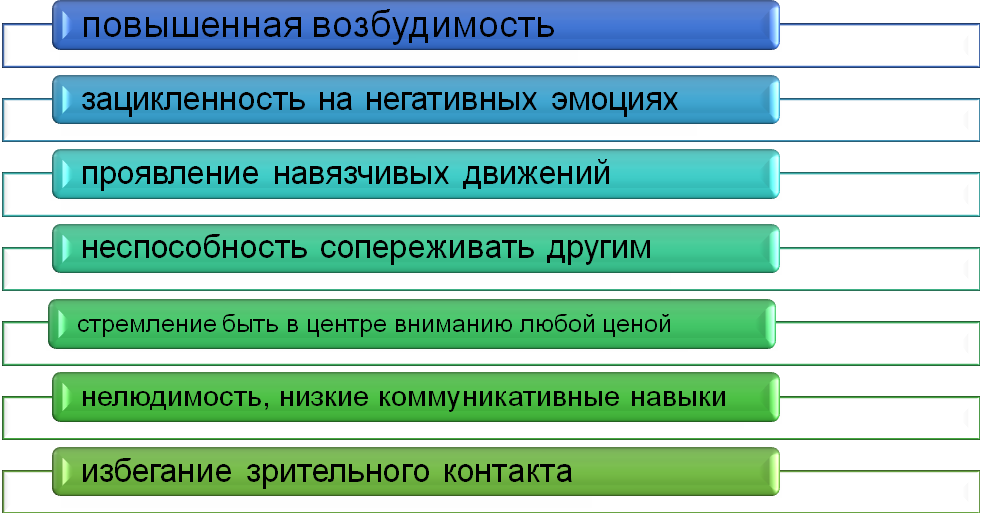 повышенная возбудимость
зацикленность на негативных эмоциях
проявление навязчивых движений
неспособность сопереживать другим
стремление быть в центре вниманию любой ценой
нелюдимость, низкие коммуникативные навыки
избегание зрительного контакта